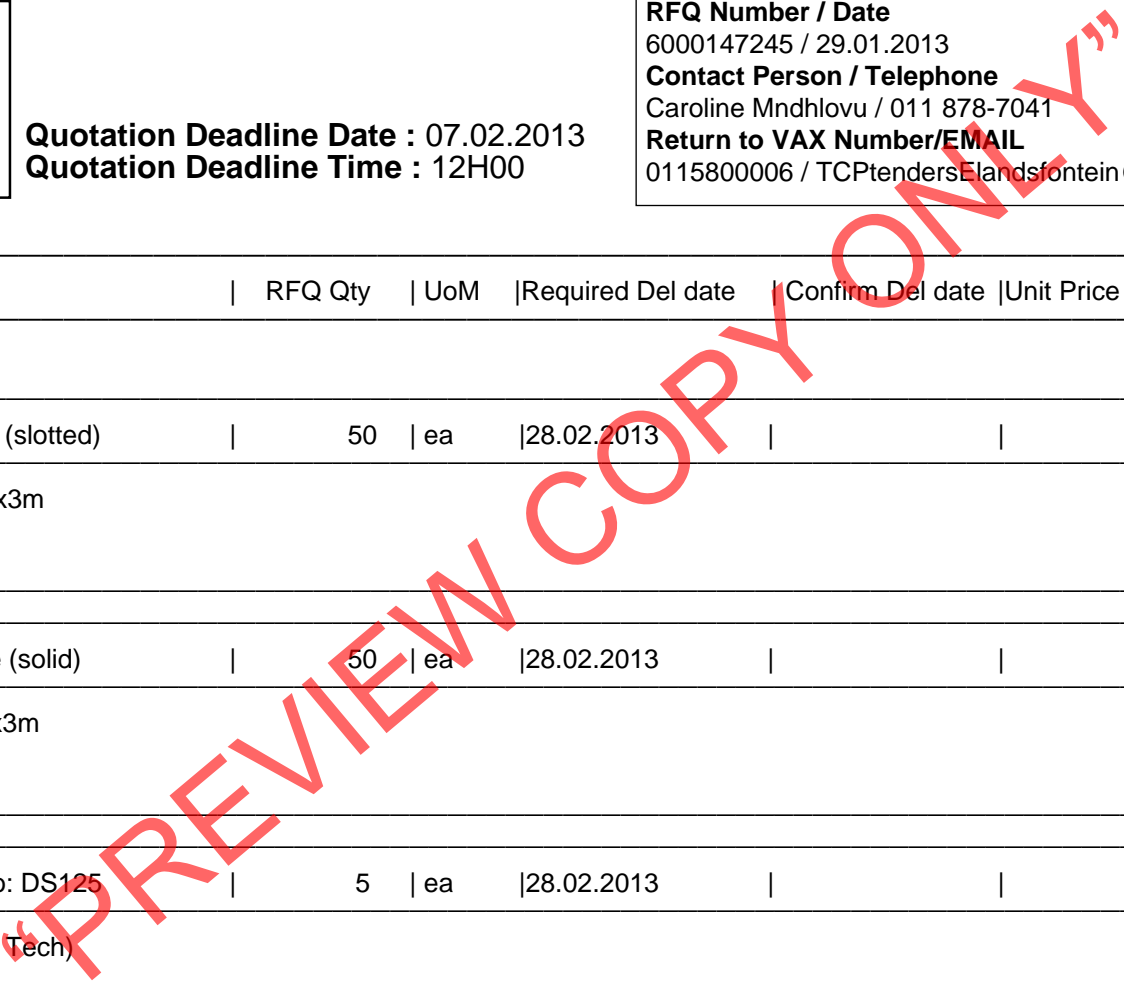 RFQ Number / Date
6000147245 / 29.01.2013
Contact Person / Telephone
Caroline Mndhlovu / 011 878-7041
Return to VAX Number/EMAIL
0115800006 / TCPtendersElandsfontein
Quotation Deadline Date : 07.02.2013
Quotation Deadline Time : 12H00
| RFQ Qty | UoM |Required Del date | Confirm Del date |Unit Price
(slotted) | 50 | ea |28.02.2013 | |
x3m
(solid) | 50 | ea |28.02.2013 | |
x3m
: DS125 | 5 | ea |28.02.2013 | |
Tech)
“PREVIEW COPY ONLY”